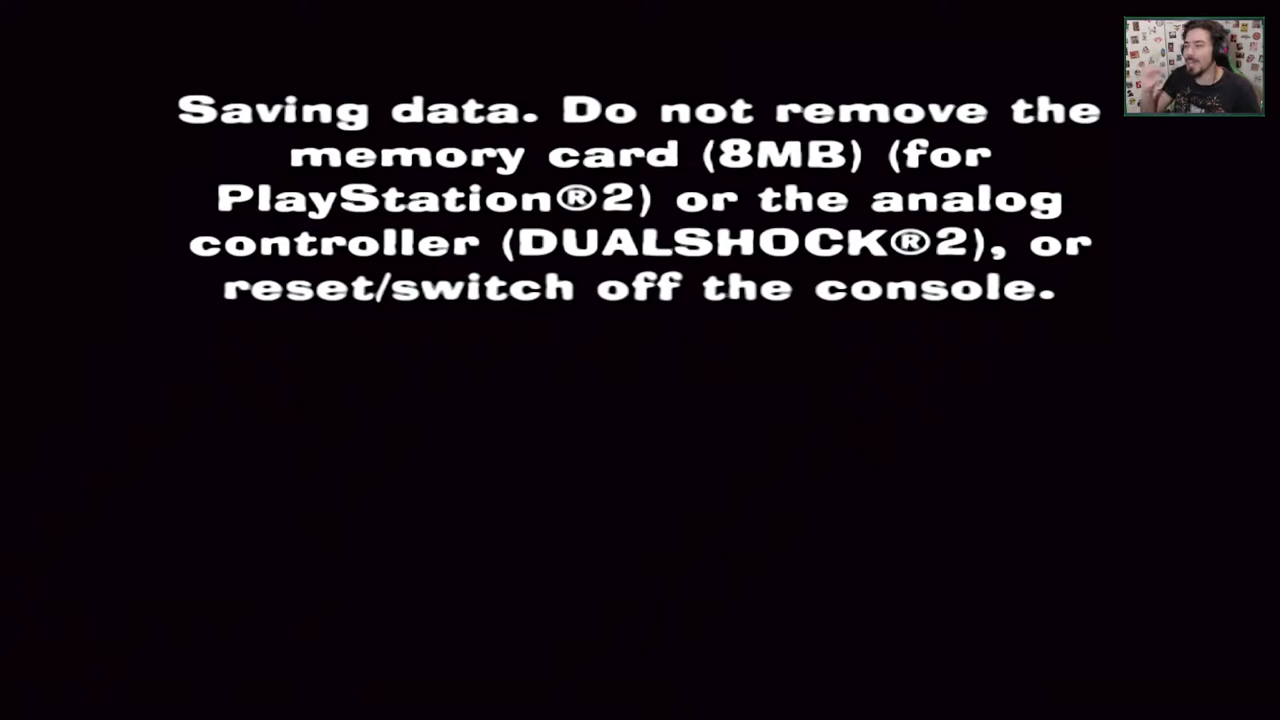 Saving data. Do not remove the
memory card (8MB) (for
PlayStation®2) or the analog
controller (DUALSHOCK®2), or
reset/switch off the console.